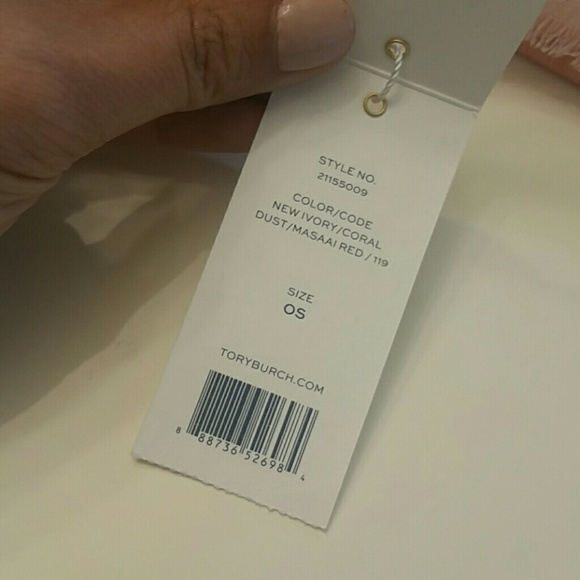 STYLE NO.
21155009
COLOR/CODE
NEW IVORY/CORAL
DUST/MASAAI RED / 119
SIZE
OS
TORYBURCH.COM
8 88736 52698 4